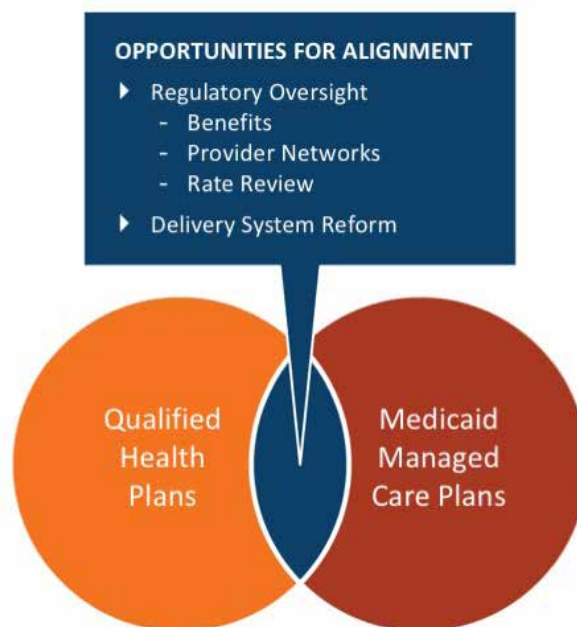 OPPORTUNITIES FOR ALIGNMENT
Regulatory Oversight
- Benefits
- Provider Networks
- Rate Review
Delivery System Reform
Qualified
Health
Plans
Medicaid
Managed
Care Plans